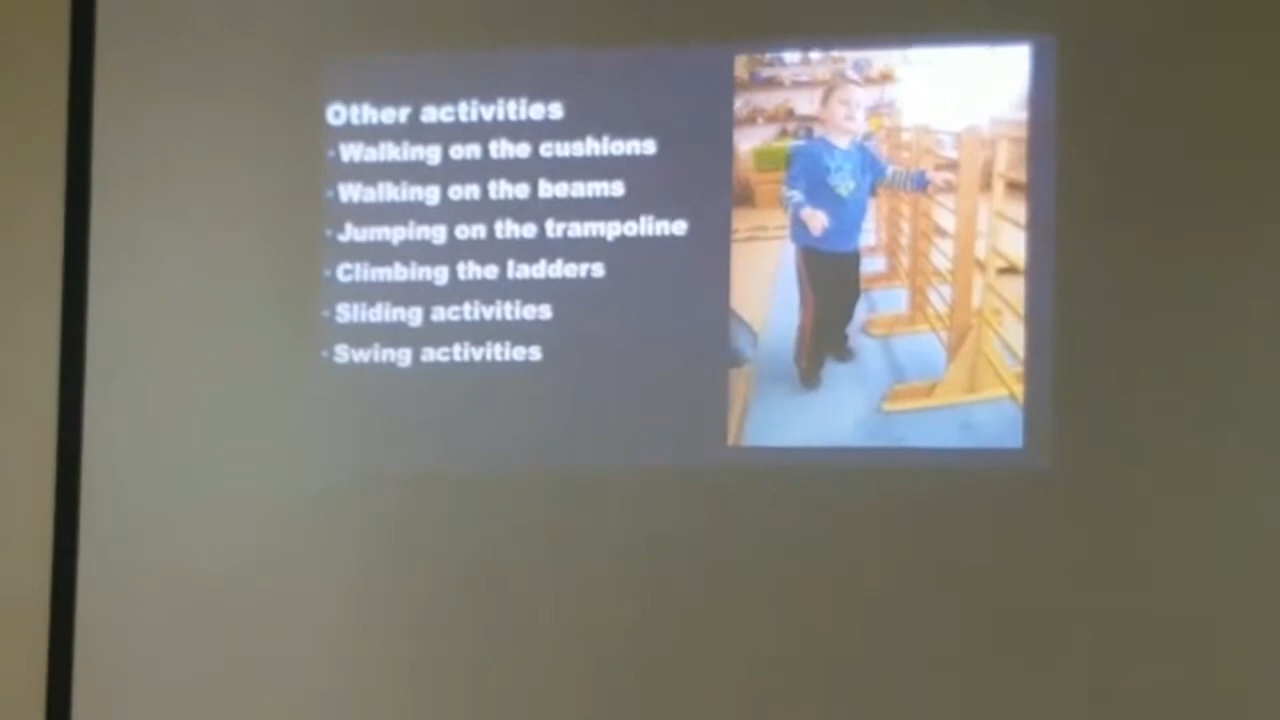 Other activities
· Walking on the cushions
· Walking on the beams
· Jumping on the trampoline
· Climbing the ladders
· Sliding activities
· Swing activities